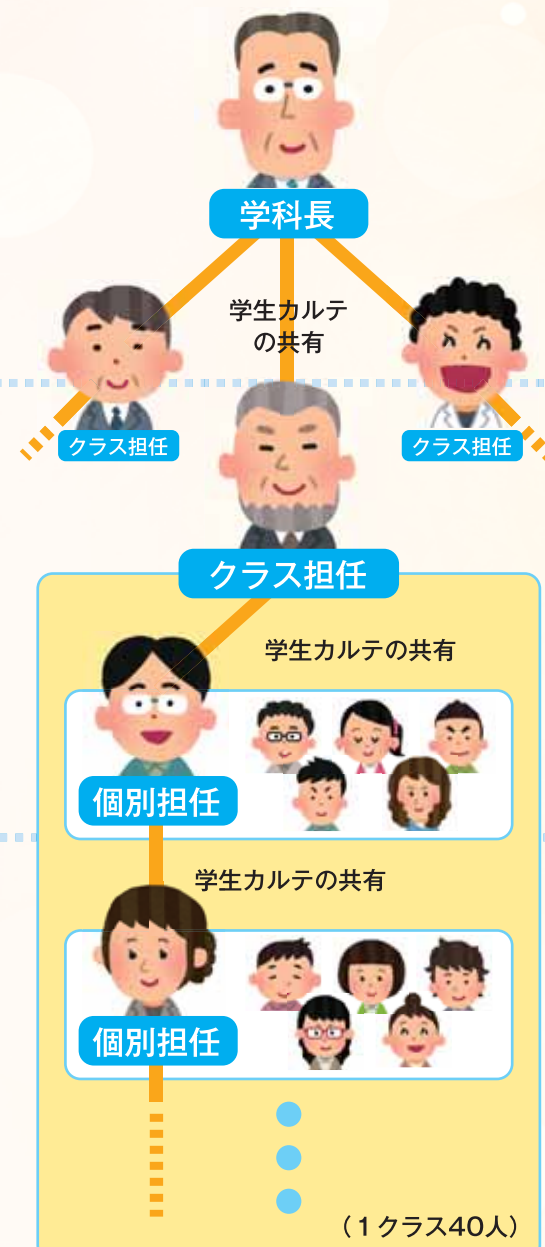 学科長
学生カルテ
の共有
クラス担任
クラス担任
クラス担任
学生カルテの共有
個別担任
学生カルテの共有
個別担任
(1クラス40人)